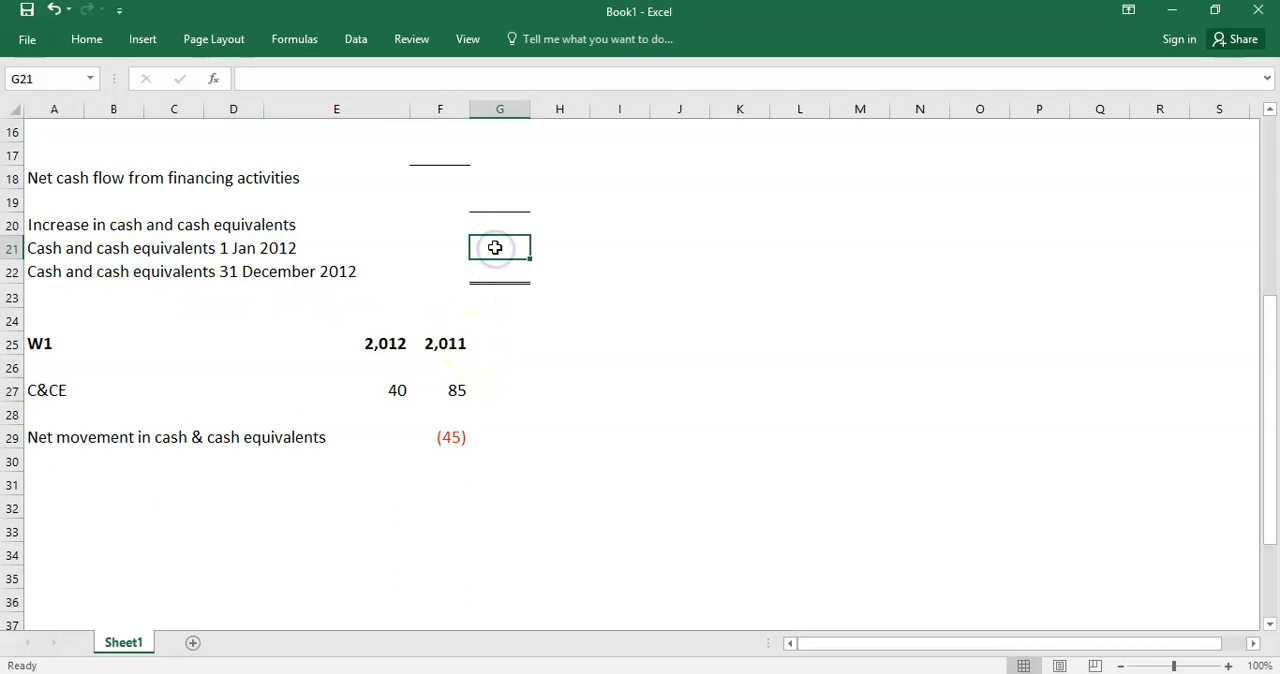 Book1 - Excel
File Home Insert Page Layout Formulas Data Review View Tell me what you want to do... Sign in Share
G21 fx
A B C D E F G H I J K L M N O P Q R S
16
17
18 Net cash flow from financing activities
19
20 Increase in cash and cash equivalents
21 Cash and cash equivalents 1 Jan 2012
22 Cash and cash equivalents 31 December 2012
23
24
25 W1 2,012 2,011
26
27 C&CE 40 85
28
29 Net movement in cash & cash equivalents (45)
30
31
32
33
34
35
36
37
Sheet1
Ready 100%